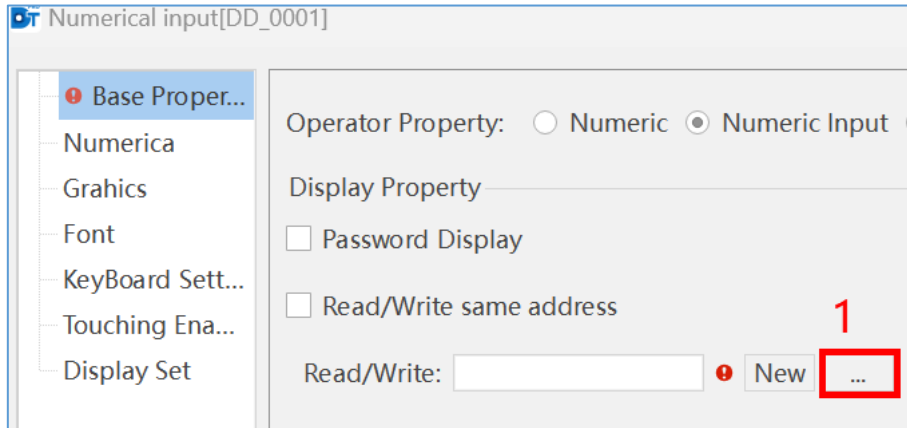 DT Numerical input[DD_0001]
Base Proper...
Numerica
Grahics
Font
KeyBoard Sett...
Touching Ena...
Display Set
Operator Property: Numeric Numeric Input
Display Property
Password Display
Read/Write same address
1
Read/Write: New ...